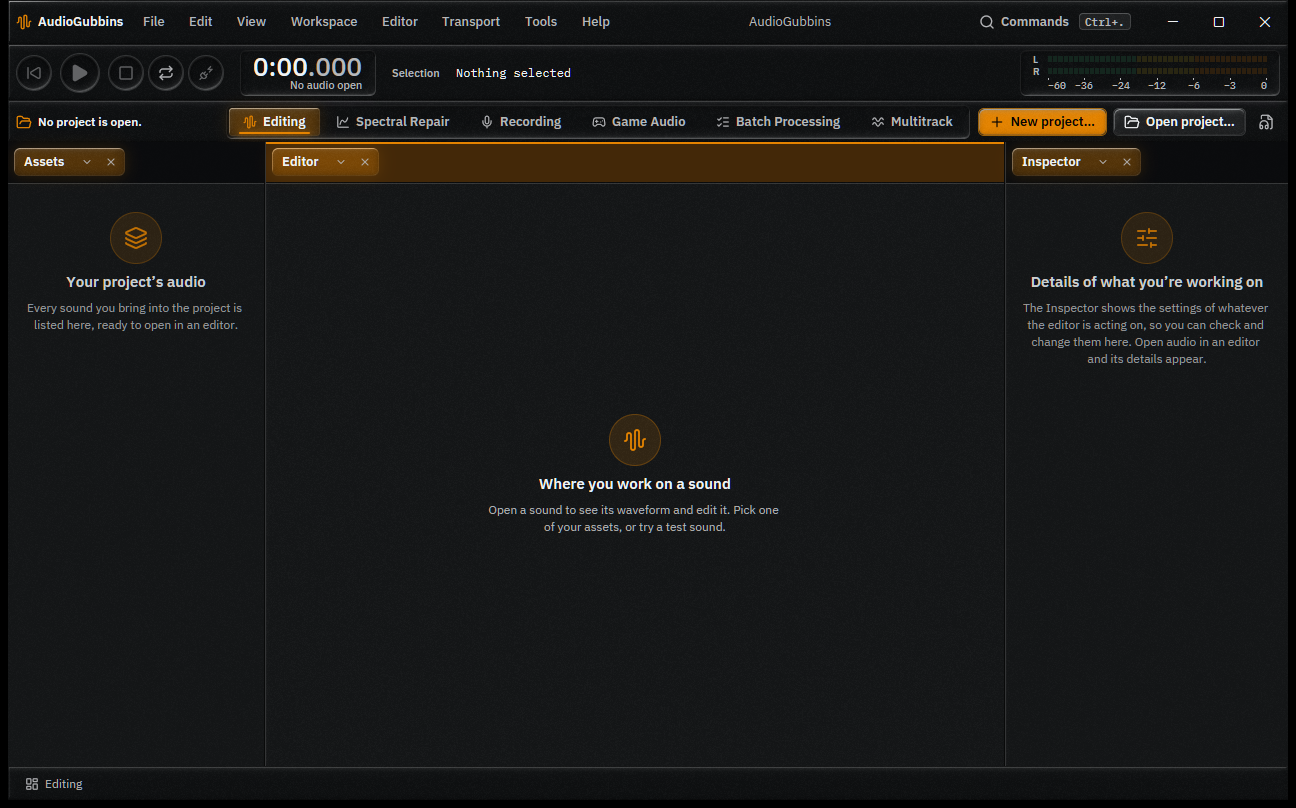 AudioGubbins File Edit View Workspace Editor Transport Tools Help AudioGubbins Commands Ctrl+.
0:00.000
No audio open
Selection Nothing selected
L
R
-60 -36 -24 -12 -6 -3 0
No project is open. Editing Spectral Repair Recording Game Audio Batch Processing Multitrack New project... Open project...
Assets Editor Inspector
Your project’s audio
Every sound you bring into the project is
listed here, ready to open in an editor.
Where you work on a sound
Open a sound to see its waveform and edit it. Pick one
of your assets, or try a test sound.
Details of what you’re working on
The Inspector shows the settings of whatever
the editor is acting on, so you can check and
change them here. Open audio in an editor
and its details appear.
Editing